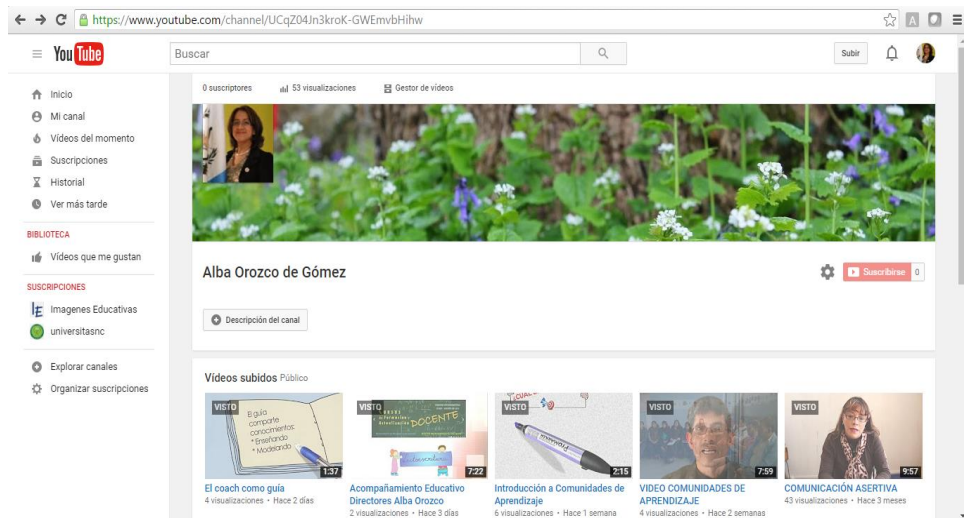 https://www.youtube.com/channel/UCqZ04Jn3kroK-GWEmvbHihw
You Tube
Buscar
Subir
0 suscriptores 53 visualizaciones Gestor de vídeos
Inicio
Mi canal
Vídeos del momento
Suscripciones
Historial
Ver más tarde
BIBLIOTECA
Vídeos que me gustan
SUSCRIPCIONES
Imagenes Educativas
universitasnc
Explorar canales
Organizar suscripciones
Alba Orozco de Gómez
Suscribirse 0
Descripción del canal
Vídeos subidos Público
VISTO
El guía
comparte
conocimientos:
*Enseñando
*Modelando
1:37
El coach como guía
4 visualizaciones • Hace 2 días
VISTO
DOCENTE
7:22
Acompañamiento Educativo
Directores Alba Orozco
2 visualizaciones • Hace 3 días
VISTO
2:15
Introducción a Comunidades de
Aprendizaje
6 visualizaciones • Hace 1 semana
VISTO
7:59
VIDEO COMUNIDADES DE
APRENDIZAJE
4 visualizaciones • Hace 2 semanas
VISTO
9:57
COMUNICACIÓN ASERTIVA
43 visualizaciones • Hace 3 meses